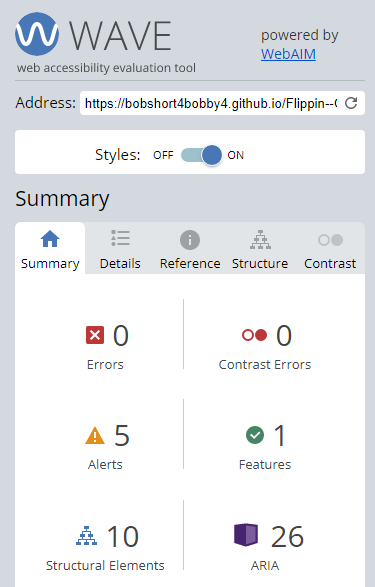 WAVE
web accessibility evaluation tool
powered by
WebAIM
Address: https://bobshort4bobby4.github.io/Flippin--
Styles: OFF ON
Summary
Summary Details Reference Structure Contrast
0 0
Errors Contrast Errors
5 1
Alerts Features
10 26
Structural Elements ARIA